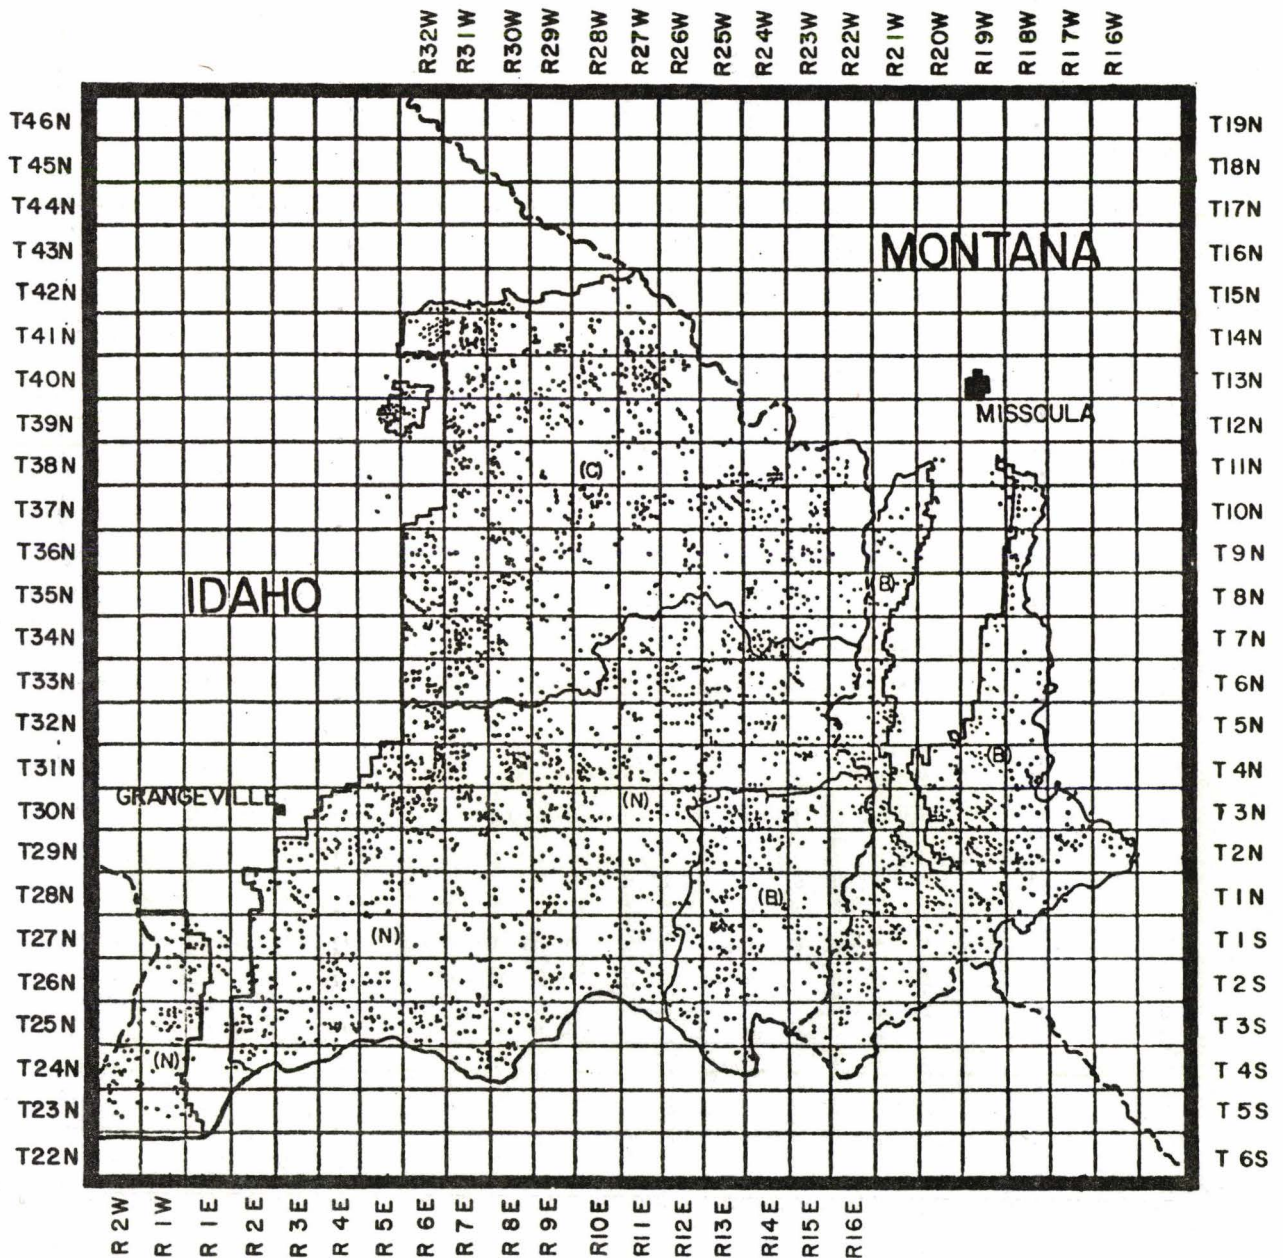 R32W R31W R30W R29W R28W R27W R26W R25W R24W R23W R22W R21W R20W R19W R18W R17W R16W
T46N T19N
T45N T18N
T44N T17N
T43N MONTANA T16N
T42N T15N
T41N T14N
T40N T13N
MISSOULA
T39N T12N
T38N (C) T11N
T37N T10N
T36N T9N
IDAHO (B)
T35N T8N
T34N T7N
T33N T6N
T32N T5N
(B)
T31N T4N
GRANGEVILLE (N)
T30N T3N
T29N T2N
T28N (B) T1N
T27N (N) T1S
T26N T2S
T25N T3S
T24N (N) T4S
T23N T5S
T22N T6S
R2W R1W R1E R2E R3E R4E R5E R6E R7E R8E R9E R10E R11E R12E R13E R14E R15E R16E